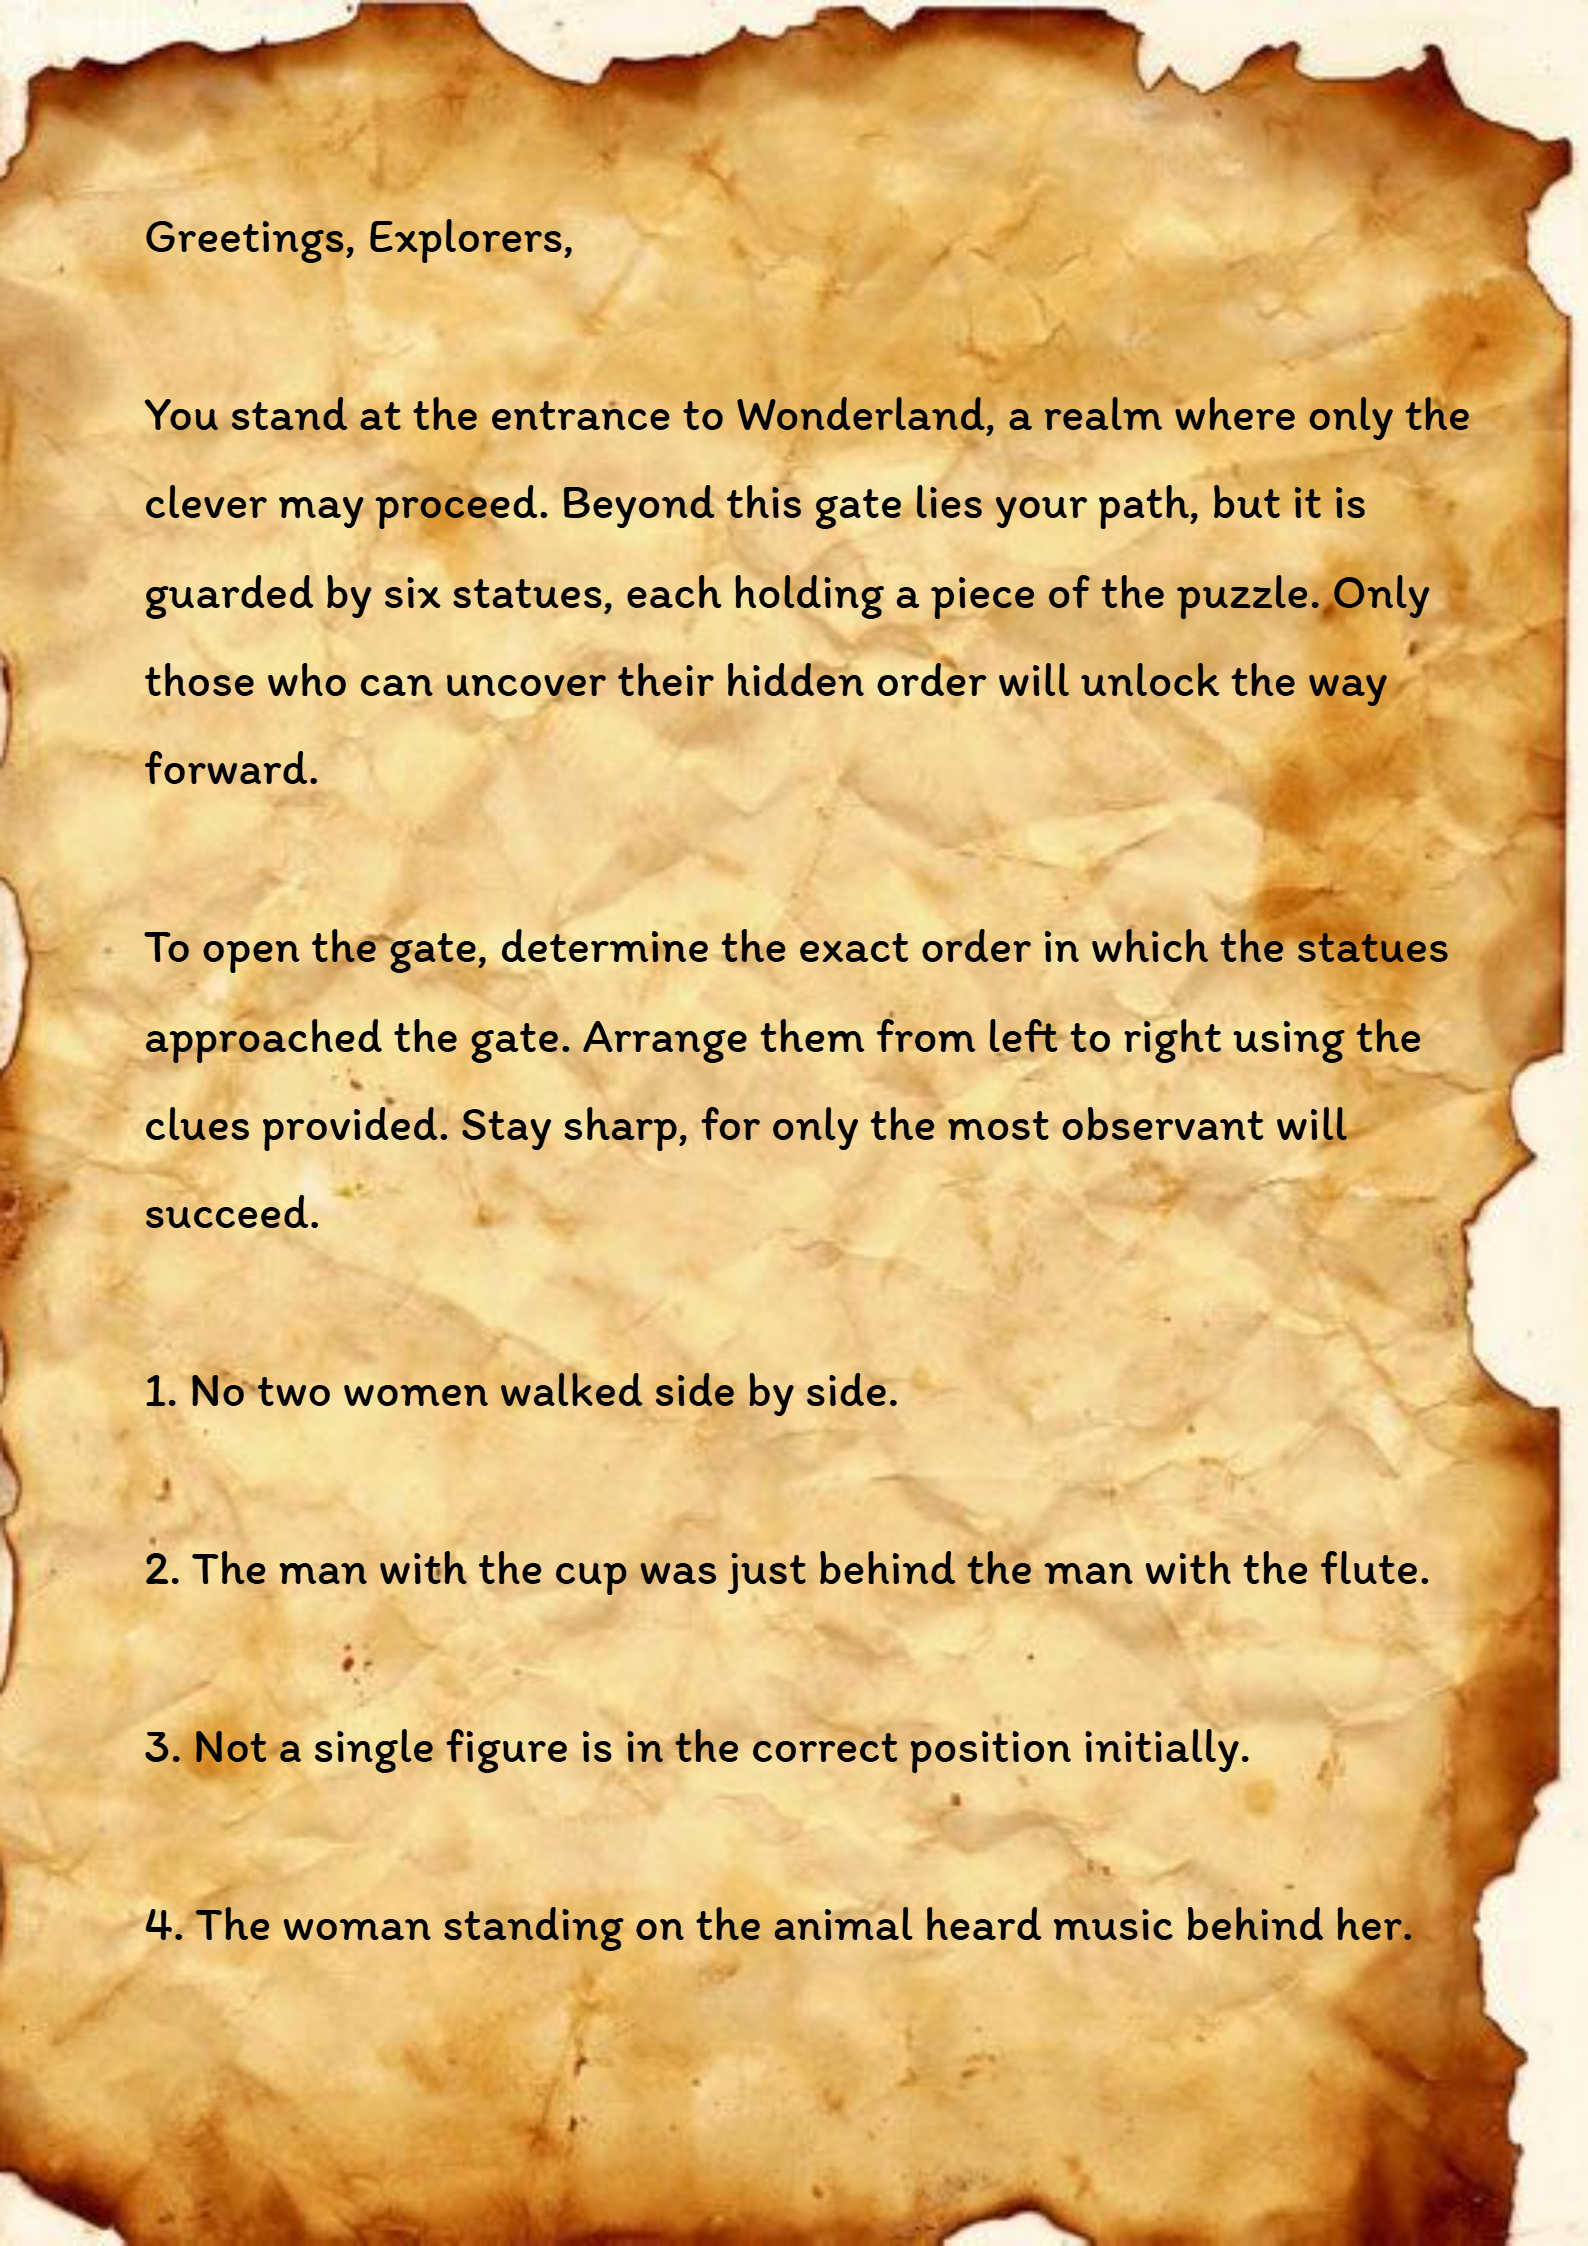 Greetings, Explorers,
You stand at the entrance to Wonderland, a realm where only the
clever may proceed. Beyond this gate lies your path, but it is
guarded by six statues, each holding a piece of the puzzle. Only
those who can uncover their hidden order will unlock the way
forward.
To open the gate, determine the exact order in which the statues
approached the gate. Arrange them from left to right using the
clues provided. Stay sharp, for only the most observant will
succeed.
1. No two women walked side by side.
2. The man with the cup was just behind the man with the flute.
3. Not a single figure is in the correct position initially.
4. The woman standing on the animal heard music behind her.